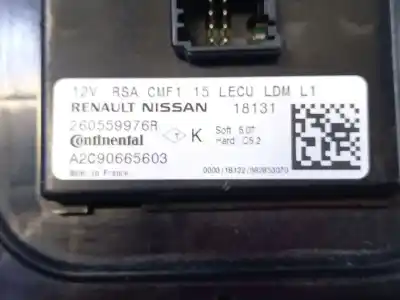 12V RSA CMF1 15 LECU LDM L1
RENAULT NISSAN 18131
260559976R
K
Soft 5.07
Hard 05.2
Continental
A2C90665603
Made in France